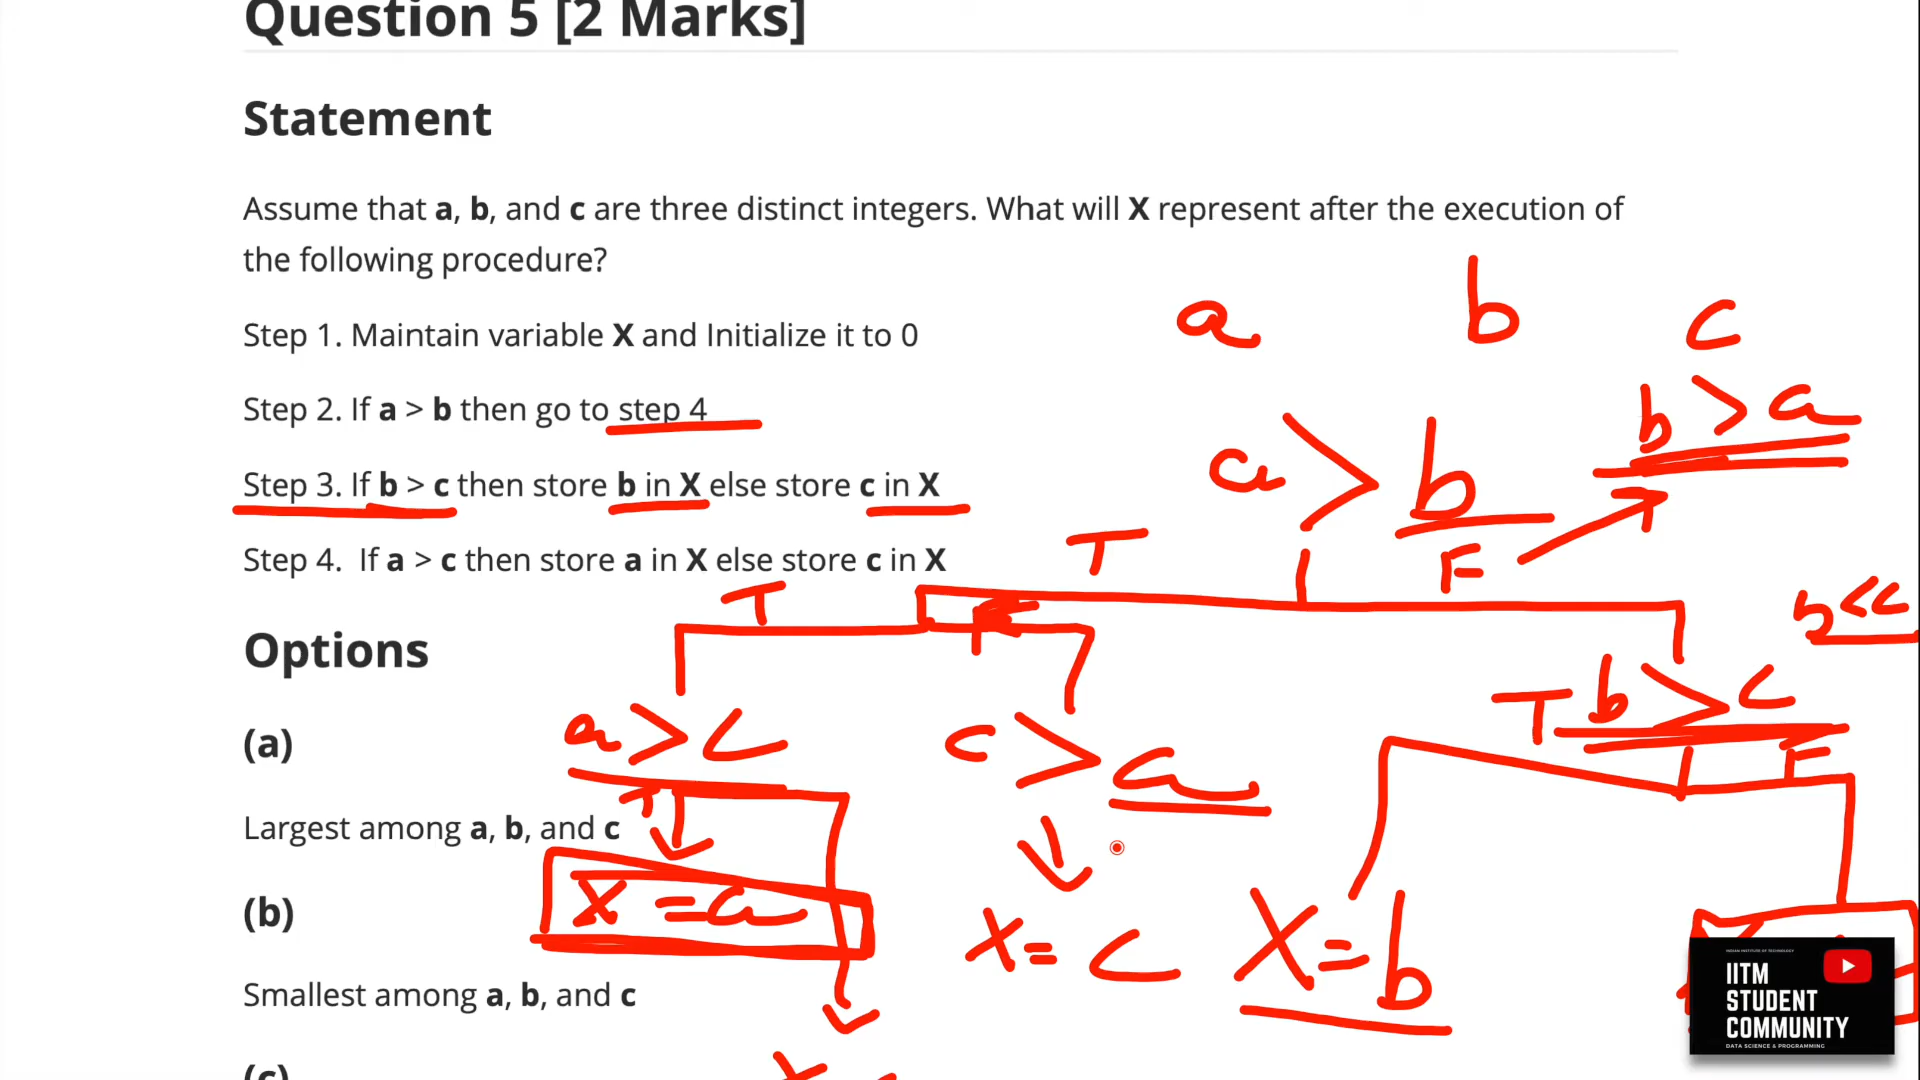 Question 5 [2 Marks]
Statement
Assume that a, b, and c are three distinct integers. What will X represent after the execution of
the following procedure?
a b c
Step 1. Maintain variable X and Initialize it to 0
Step 2. If a > b then go to step 4
b > a
Step 3. If b > c then store b in X else store c in X
a > b
T F
Step 4. If a > c then store a in X else store c in X
T F
b < c
Options
T b > c F
(a)
a > c c > a
T
Largest among a, b, and c
X = a
X = c X = b
(b)
Smallest among a, b, and c
(c)
IITM
STUDENT
COMMUNITY
DATA SCIENCE & PROGRAMMING